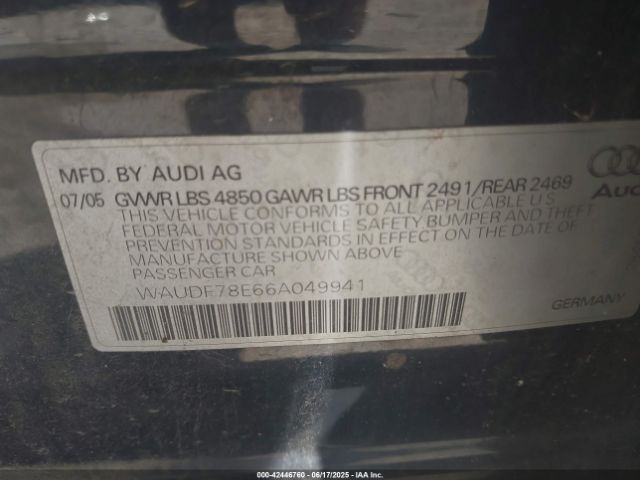 MFD. BY AUDI AG
07/05 GVWR LBS 4850 GAWR LBS FRONT 2491/REAR 2469
THIS VEHICLE CONFORMS TO ALL APPLICABLE U S
FEDERAL MOTOR VEHICLE SAFETY BUMPER AND THEFT
PREVENTION STANDARDS IN EFFECT ON THE DATE OF
MANUFACTURE SHOWN ABOVE
PASSENGER CAR
WAUDF78E66A049941
GERMANY
000-42446760 - 06/17/2025 - IAAI, Inc.